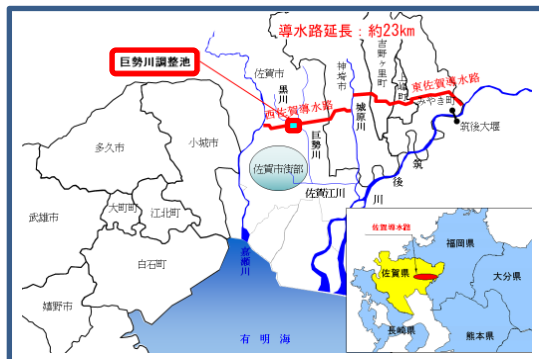 導水路延長：約23km
巨勢川調整池
佐賀市
黒川
神埼市
吉野ヶ里町
上峰町
東佐賀導水路
みやき町
西佐賀導水路
巨勢川
城原川
筑後大堰
小城市
多久市
佐賀市街部
佐賀江川
筑後川
武雄市
大町町
江北町
白石町
嘉瀬川
嬉野市
有明海
佐賀導水路
福岡県
佐賀県
大分県
長崎県
熊本県